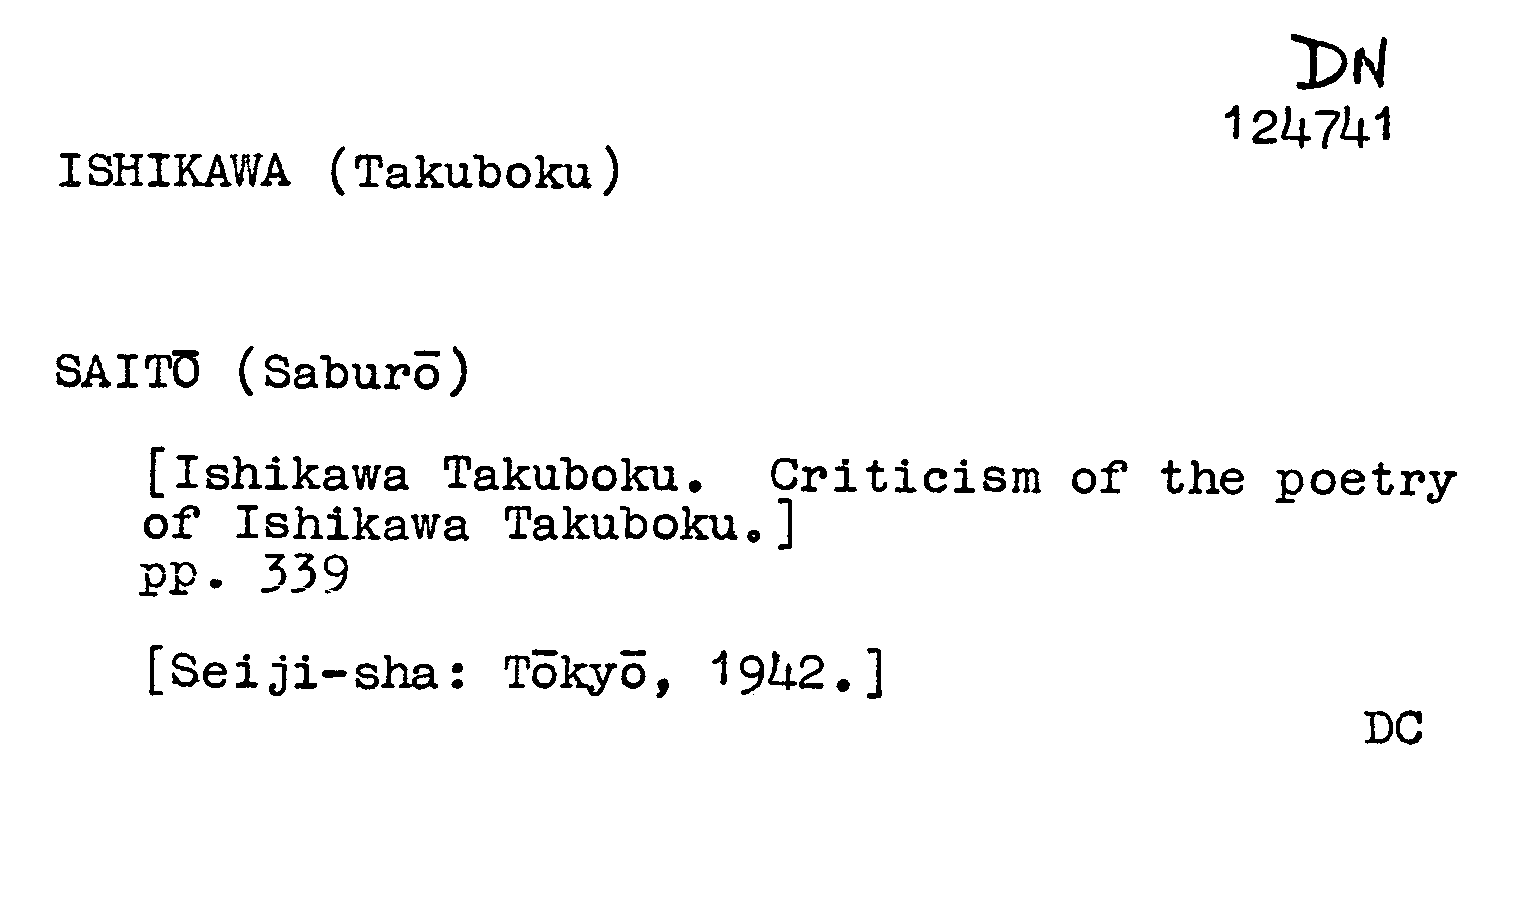 DN
124741
ISHIKAWA (Takuboku)
SAITŌ (Saburō)
[Ishikawa Takuboku. Criticism of the poetry
of Ishikawa Takuboku.]
pp. 339
[Seiji-sha: Tōkyō, 1942.]
DC